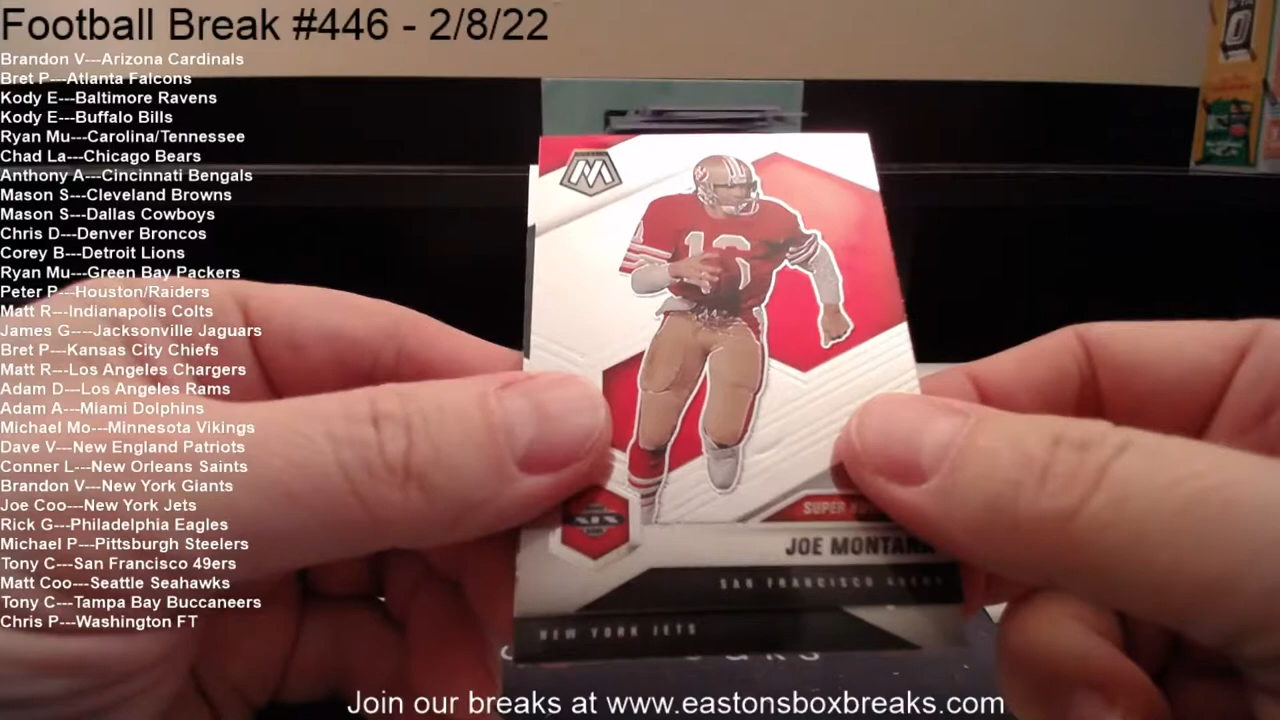 Football Break #446 - 2/8/22
Brandon V---Arizona Cardinals
Bret P---Atlanta Falcons
Kody E---Baltimore Ravens
Kody E---Buffalo Bills
Ryan Mu---Carolina/Tennessee
Chad La---Chicago Bears
Anthony A---Cincinnati Bengals
Mason S---Cleveland Browns
Mason S---Dallas Cowboys
Chris D---Denver Broncos
Corey B---Detroit Lions
Ryan Mu---Green Bay Packers
Peter P---Houston/Raiders
Matt R---Indianapolis Colts
James G----Jacksonville Jaguars
Bret P---Kansas City Chiefs
Matt R---Los Angeles Chargers
Adam D---Los Angeles Rams
Adam A---Miami Dolphins
Michael Mo---Minnesota Vikings
Dave V---New England Patriots
Conner L---New Orleans Saints
Brandon V---New York Giants
Joe Coo---New York Jets
Rick G---Philadelphia Eagles
Michael P---Pittsburgh Steelers
Tony C---San Francisco 49ers
Matt Coo---Seattle Seahawks
Tony C---Tampa Bay Buccaneers
Chris P---Washington FT
M
16
XIX
SUPER
JOE MONTANA
SAN FRANCISCO 49ERS
NEW YORK JETS
Join our breaks at www.eastonsboxbreaks.com